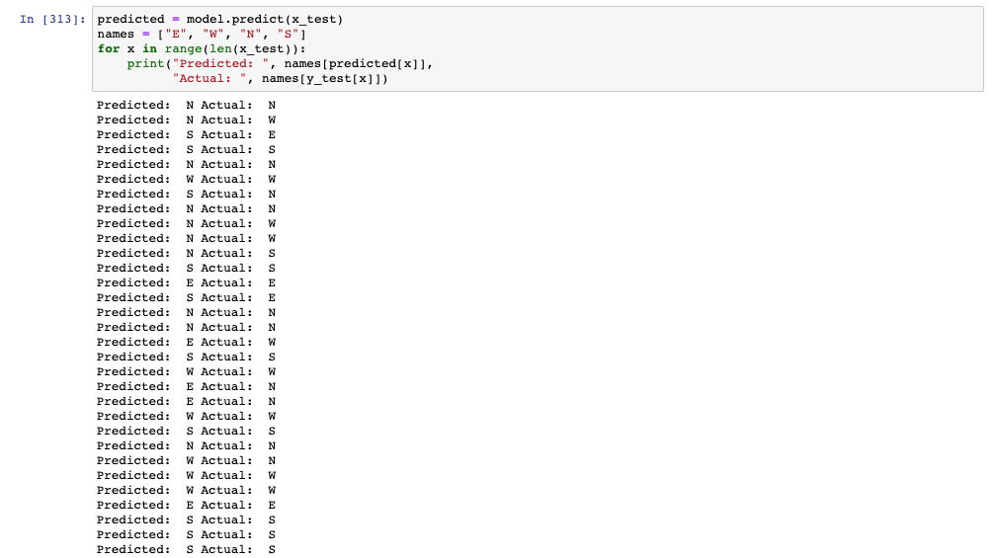 In [313]: predicted = model.predict(x_test)
names = ["E", "W", "N", "S"]
for x in range(len(x_test)):
    print("Predicted: ", names[predicted[x]],
          "Actual: ", names[y_test[x]])
Predicted:  N Actual:  N
Predicted:  N Actual:  W
Predicted:  S Actual:  E
Predicted:  S Actual:  S
Predicted:  N Actual:  N
Predicted:  W Actual:  W
Predicted:  S Actual:  N
Predicted:  N Actual:  N
Predicted:  N Actual:  W
Predicted:  N Actual:  W
Predicted:  N Actual:  S
Predicted:  S Actual:  S
Predicted:  E Actual:  E
Predicted:  S Actual:  E
Predicted:  N Actual:  N
Predicted:  N Actual:  N
Predicted:  E Actual:  W
Predicted:  S Actual:  S
Predicted:  W Actual:  W
Predicted:  E Actual:  N
Predicted:  E Actual:  N
Predicted:  W Actual:  W
Predicted:  S Actual:  S
Predicted:  N Actual:  N
Predicted:  W Actual:  N
Predicted:  W Actual:  W
Predicted:  W Actual:  W
Predicted:  E Actual:  E
Predicted:  S Actual:  S
Predicted:  S Actual:  S
Predicted:  S Actual:  S